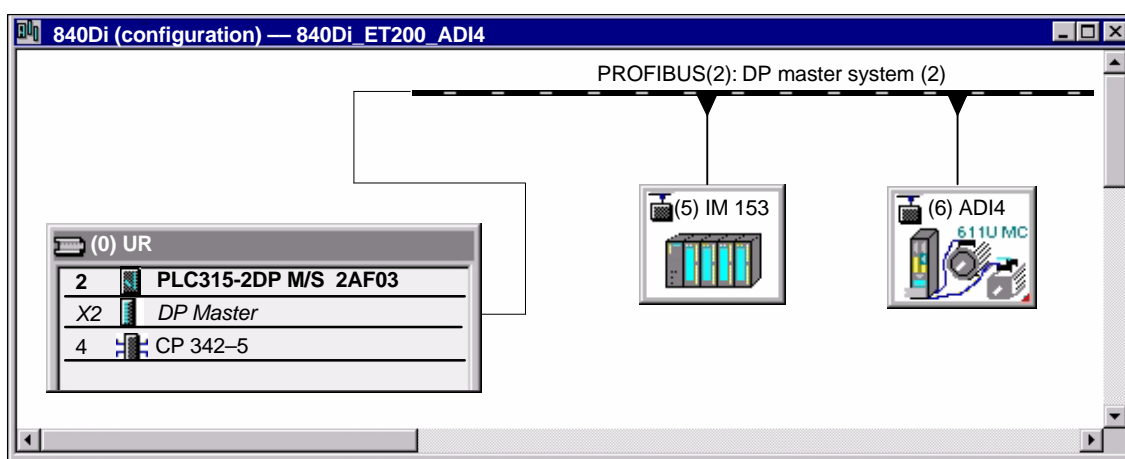 840Di (configuration) — 840Di_ET200_ADI4
PROFIBUS(2): DP master system (2)
(5) IM 153
(6) ADI4
611U MC
(0) UR
2 PLC315-2DP M/S 2AF03
X2 DP Master
4 CP 342–5